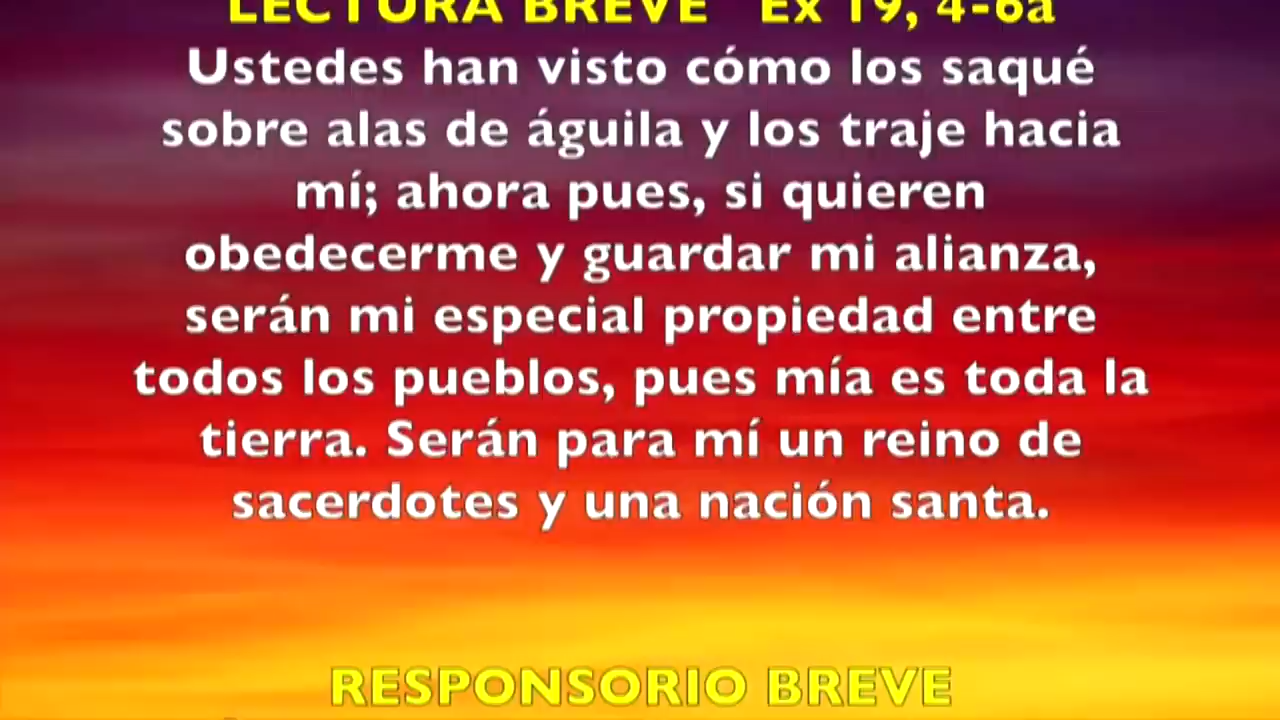 LECTURA BREVE Ex 19, 4-6a
Ustedes han visto cómo los saqué
sobre alas de águila y los traje hacia
mí; ahora pues, si quieren
obedecerme y guardar mi alianza,
serán mi especial propiedad entre
todos los pueblos, pues mía es toda la
tierra. Serán para mí un reino de
sacerdotes y una nación santa.
RESPONSORIO BREVE